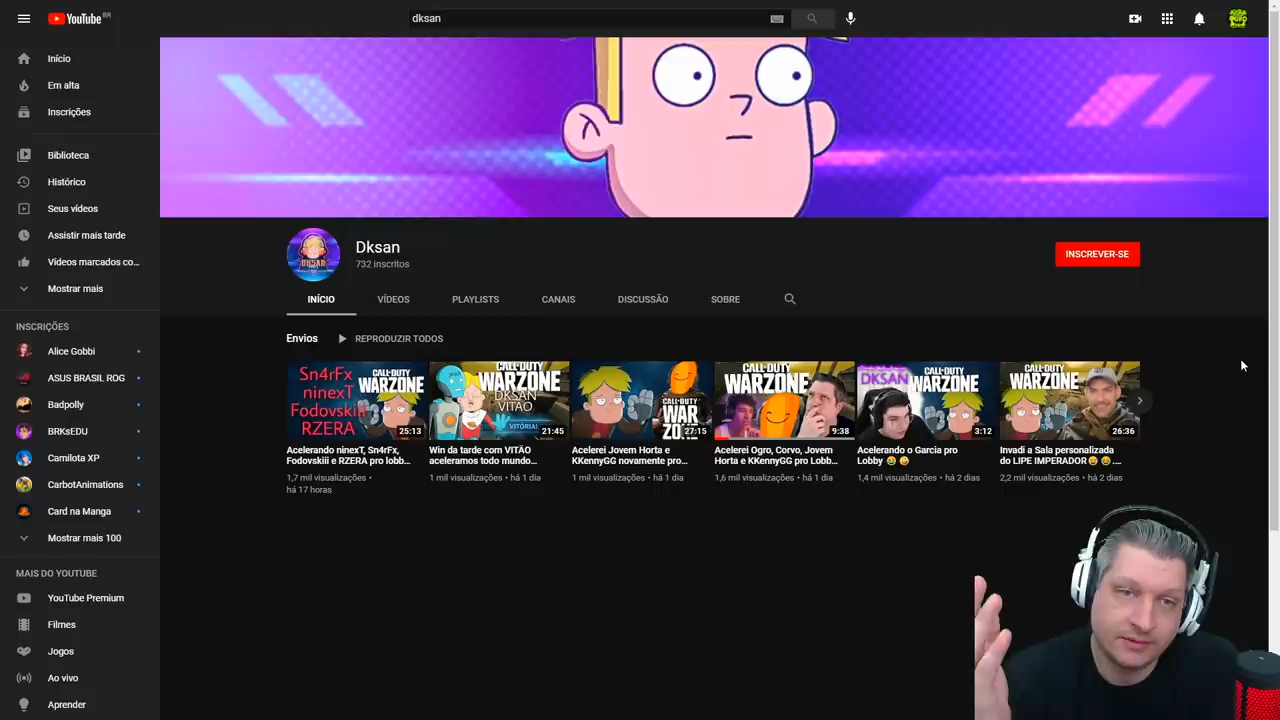 YouTube BR
dksan
Início
Em alta
Inscrições
Biblioteca
Histórico
Seus vídeos
Assistir mais tarde
Vídeos marcados co...
Mostrar mais
INSCRIÇÕES
Alice Gobbi
ASUS BRASIL ROG
Badpolly
BRKsEDU
Camilota XP
CarbotAnimations
Card na Manga
Mostrar mais 100
MAIS DO YOUTUBE
YouTube Premium
Filmes
Jogos
Ao vivo
Aprender
DKSAN
Dksan
732 inscritos
INSCREVER-SE
INÍCIO
VÍDEOS
PLAYLISTS
CANAIS
DISCUSSÃO
SOBRE
Envios
REPRODUZIR TODOS
Sn4rFx
ninexT
Fodovskiii
RZERA
CALL·DUTY
WARZONE
25:13
Acelerando ninexT, Sn4rFx,
Fodovskiii e RZERA pro lobb...
1,7 mil visualizações •
há 17 horas
CALL·DUTY
WARZONE
DKSAN
VITÃO
VITÓRIA!
21:45
Win da tarde com VITÃO
aceleramos todo mundo...
1 mil visualizações • há 1 dia
CALL·DUTY
WAR
ZO
27:15
Acelerei Jovem Horta e
KKennyGG novamente pro...
1 mil visualizações • há 1 dia
CALL·DUTY
WARZONE
9:38
Acelerei Ogro, Corvo, Jovem
Horta e KKennyGG pro Lobb...
1,6 mil visualizações • há 1 dia
DKSAN
CALL·DUTY
WARZONE
3:12
Acelerando o Garcia pro
Lobby 😂 😜
1,4 mil visualizações • há 2 dias
CALL·DUTY
WARZONE
26:36
Invadi a Sala personalizada
do LIPE IMPERADOR😅 😂....
2,2 mil visualizações • há 2 dias